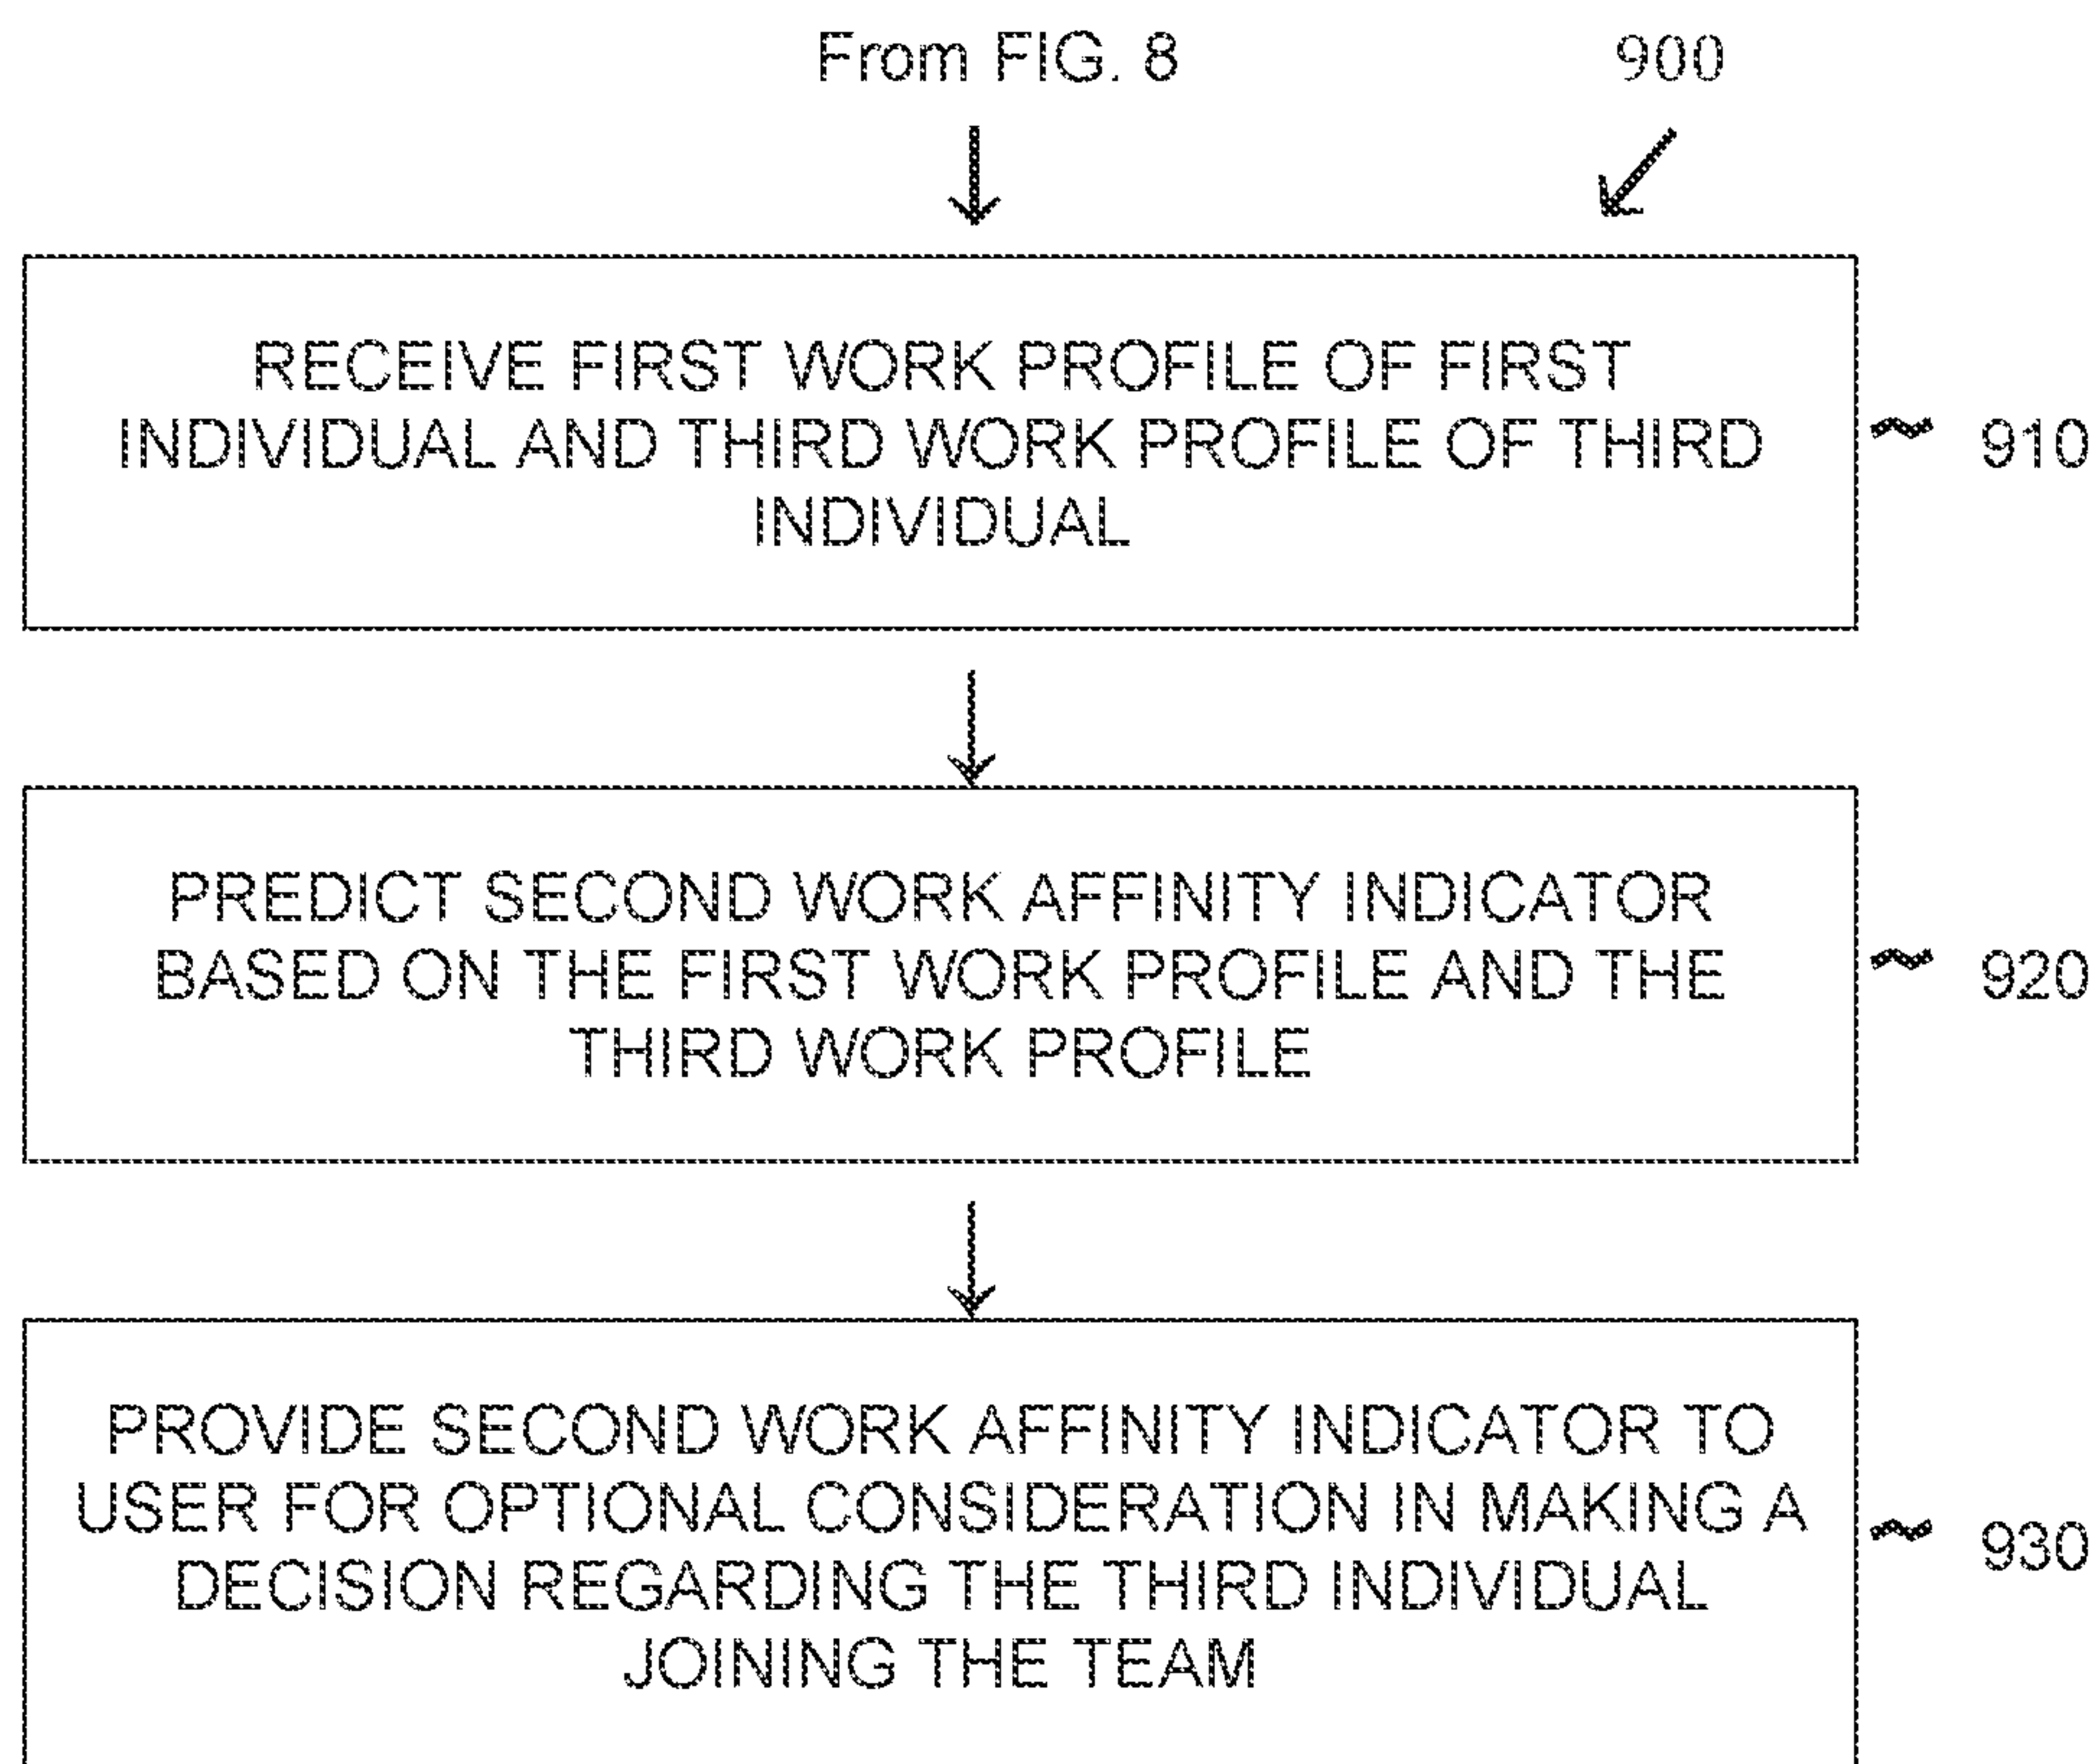 From FIG. 8
900
RECEIVE FIRST WORK PROFILE OF FIRST
INDIVIDUAL AND THIRD WORK PROFILE OF THIRD
INDIVIDUAL
910
PREDICT SECOND WORK AFFINITY INDICATOR
BASED ON THE FIRST WORK PROFILE AND THE
THIRD WORK PROFILE
920
PROVIDE SECOND WORK AFFINITY INDICATOR TO
USER FOR OPTIONAL CONSIDERATION IN MAKING A
DECISION REGARDING THE THIRD INDIVIDUAL
JOINING THE TEAM
930